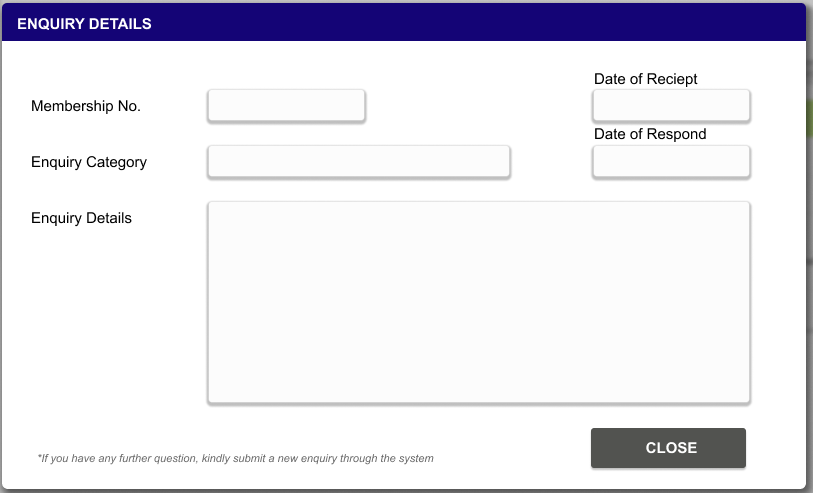 ENQUIRY DETAILS
Date of Reciept
Membership No.
Date of Respond
Enquiry Category
Enquiry Details
*If you have any further question, kindly submit a new enquiry through the system
CLOSE